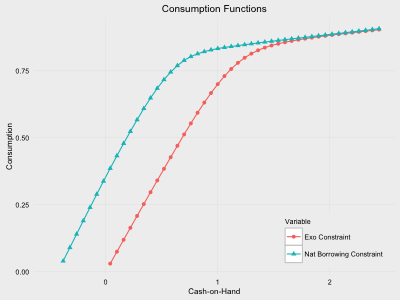 Consumption Functions
Consumption
0.75
0.50
0.25
0.00
0
1
2
Cash-on-Hand
Variable
Exo Constraint
Nat Borrowing Constraint